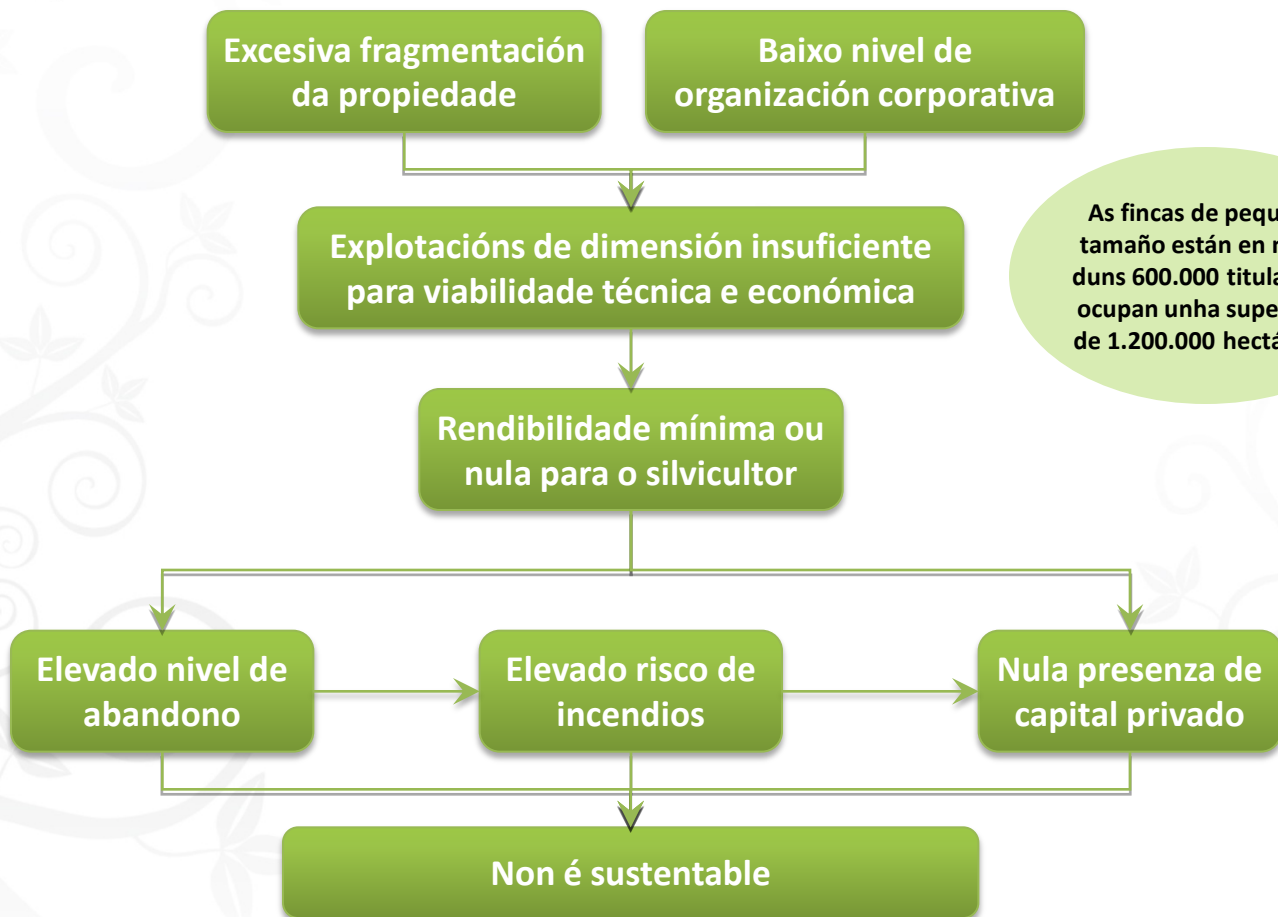 Excesiva fragmentación
da propiedade
Baixo nivel de
organización corporativa
As fincas de
tamaño están en
duns 600.000
ocupan unha
de 1.200.000
Explotacións de dimensión insuficiente
para viabilidade técnica e económica
Rendibilidade mínima ou
nula para o silvicultor
Elevado nivel de
abandono
Elevado risco de
incendios
Nula presenza de
capital privado
Non é sustentable